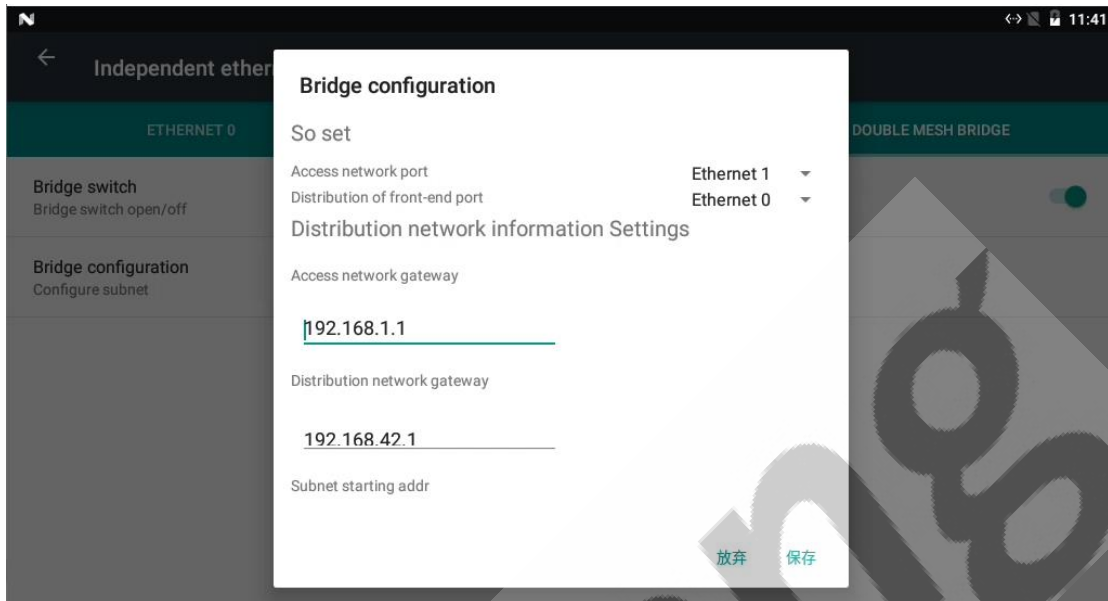 11:41
Independent ether
ETHERNET 0
DOUBLE MESH BRIDGE
Bridge switch
Bridge switch open/off
Bridge configuration
Configure subnet
Bridge configuration
So set
Access network port Ethernet 1
Distribution of front-end port Ethernet 0
Distribution network information Settings
Access network gateway
192.168.1.1
Distribution network gateway
192.168.42.1
Subnet starting addr
放弃 保存